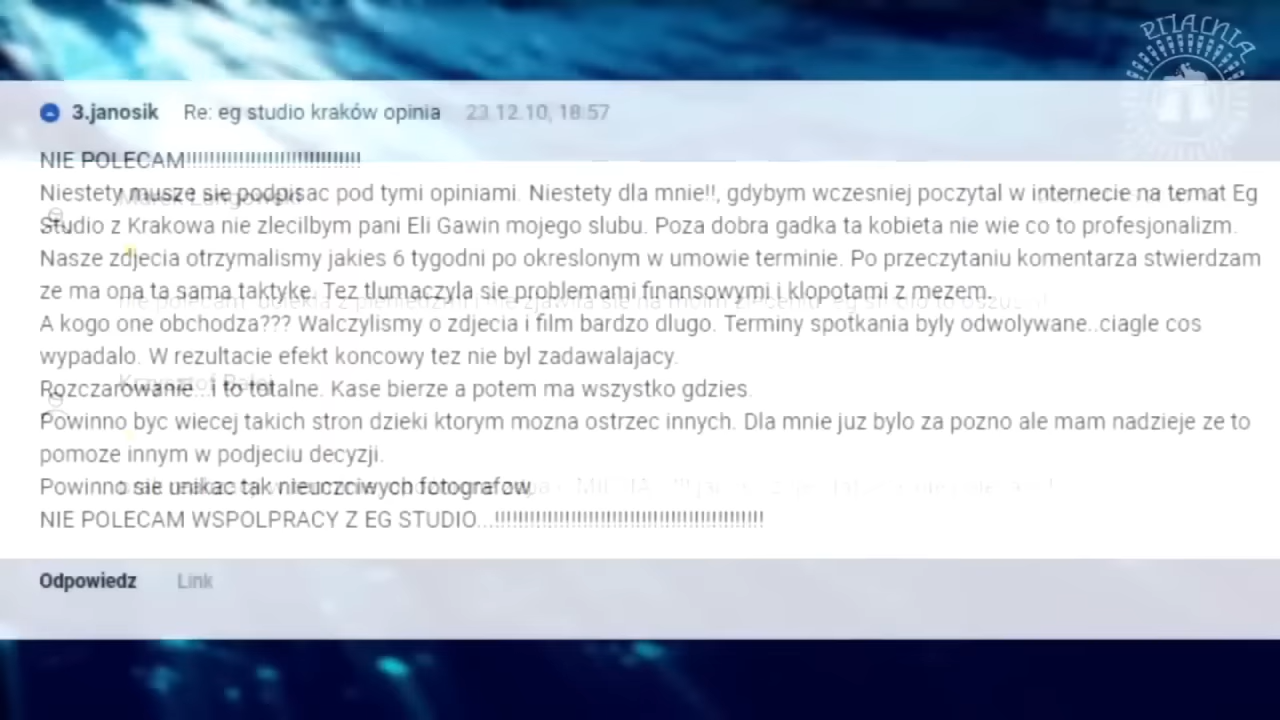 PIJALNIA
3.janosik Re: eg studio kraków opinia 23.12.10, 18:57
NIE POLECAM!!!!!!!!!!!!!!!!!!!!!!!!!!!!!!
Niestety musze sie podpisac pod tymi opiniami. Niestety dla mnie!!, gdybym wczesniej poczytal w internecie na temat Eg
Studio z Krakowa nie zlecilbym pani Eli Gawin mojego slubu. Poza dobra gadka ta kobieta nie wie co to profesjonalizm.
Nasze zdjecia otrzymalismy jakies 6 tygodni po okreslonym w umowie terminie. Po przeczytaniu komentarza stwierdzam
ze ma ona ta sama taktykę. Tez tlumaczyla sie problemami finansowymi i klopotami z mezem.
A kogo one obchodza??? Walczylismy o zdjecia i film bardzo dlugo. Terminy spotkania byly odwolywane..ciagle cos
wypadalo. W rezultacie efekt koncowy tez nie byl zadawalajacy.
Rozczarowanie...i to totalne. Kase bierze a potem ma wszystko gdzies.
Powinno byc wiecej takich stron dzieki ktorym mozna ostrzec innych. Dla mnie juz bylo za pozno ale mam nadzieje ze to
pomoze innym w podjeciu decyzji.
Powinno sie unikac tak nieuczciwych fotografow
NIE POLECAM WSPOLPRACY Z EG STUDIO...!!!!!!!!!!!!!!!!!!!!!!!!!!!!!!!!!!!!!!!!!!!!!!
Odpowiedz Link